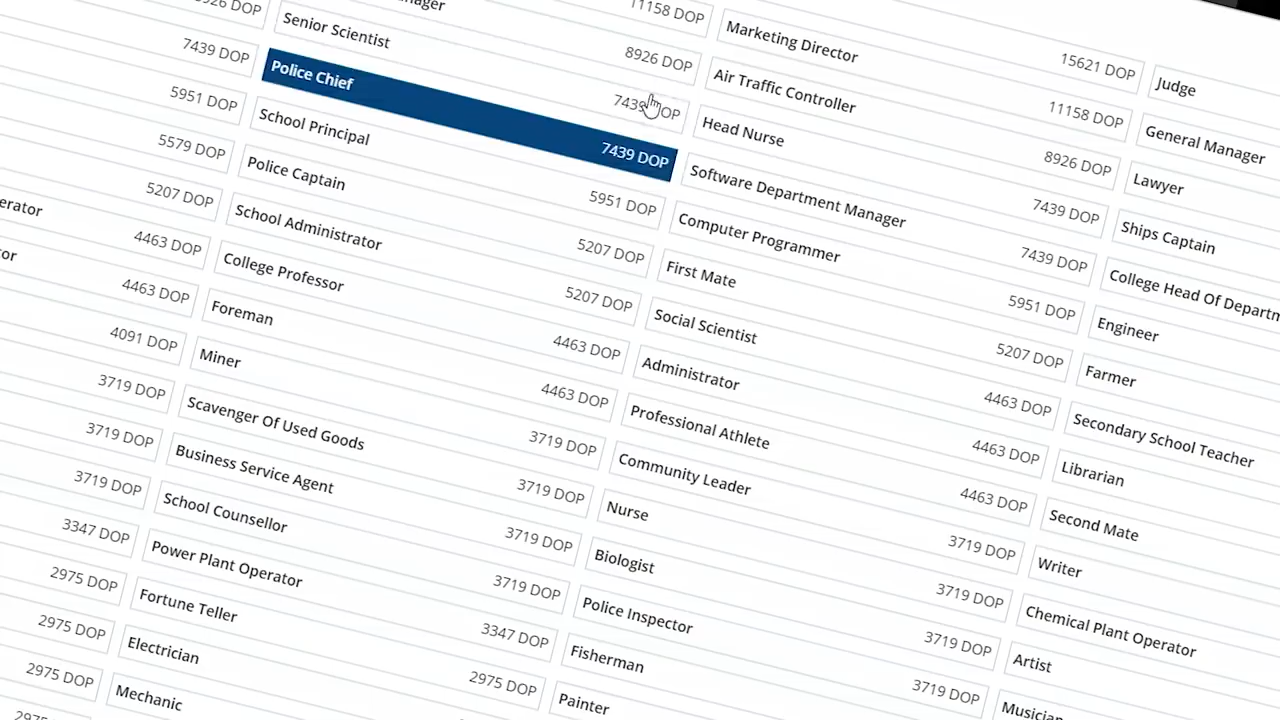 DOP
7439 DOP
5951 DOP
5579 DOP
5207 DOP
4463 DOP
4463 DOP
4091 DOP
3719 DOP
3719 DOP
3719 DOP
3347 DOP
2975 DOP
2975 DOP
2975 DOP
11158 DOP
8926 DOP
Senior Scientist
Police Chief 7439 DOP
School Principal 5951 DOP
Police Captain 5207 DOP
School Administrator 5207 DOP
College Professor 4463 DOP
Foreman 4463 DOP
Miner 3719 DOP
Scavenger Of Used Goods 3719 DOP
Business Service Agent 3719 DOP
School Counsellor 3719 DOP
Power Plant Operator 3347 DOP
Fortune Teller 2975 DOP
Electrician
Mechanic
15621 DOP
Marketing Director 11158 DOP
Air Traffic Controller 8926 DOP
Head Nurse 7439 DOP
Software Department Manager 7439 DOP
Computer Programmer 5951 DOP
First Mate 5207 DOP
Social Scientist 4463 DOP
Administrator 4463 DOP
Professional Athlete 4463 DOP
Community Leader 3719 DOP
Nurse 3719 DOP
Biologist 3719 DOP
Police Inspector 3719 DOP
Fisherman
Painter
Judge
General Manager
Lawyer
Ships Captain
College Head Of
Engineer
Farmer
Secondary School Teacher
Librarian
Second Mate
Writer
Chemical Plant Operator
Artist
Musician